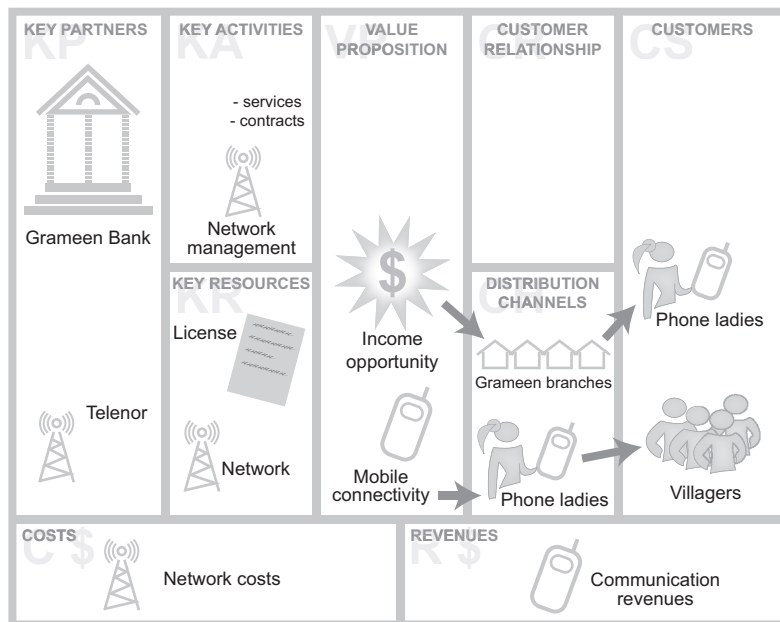 KP
KEY PARTNERS
Grameen Bank
Telenor
KA
KEY ACTIVITIES
- services
- contracts
Network
management
KR
KEY RESOURCES
License
Network
VP
VALUE
PROPOSITION
$
Income
opportunity
Mobile
connectivity
CR
CUSTOMER
RELATIONSHIP
CH
DISTRIBUTION
CHANNELS
Grameen branches
Phone ladies
CS
CUSTOMERS
Phone ladies
Villagers
C $
COSTS
Network costs
R $
REVENUES
Communication
revenues